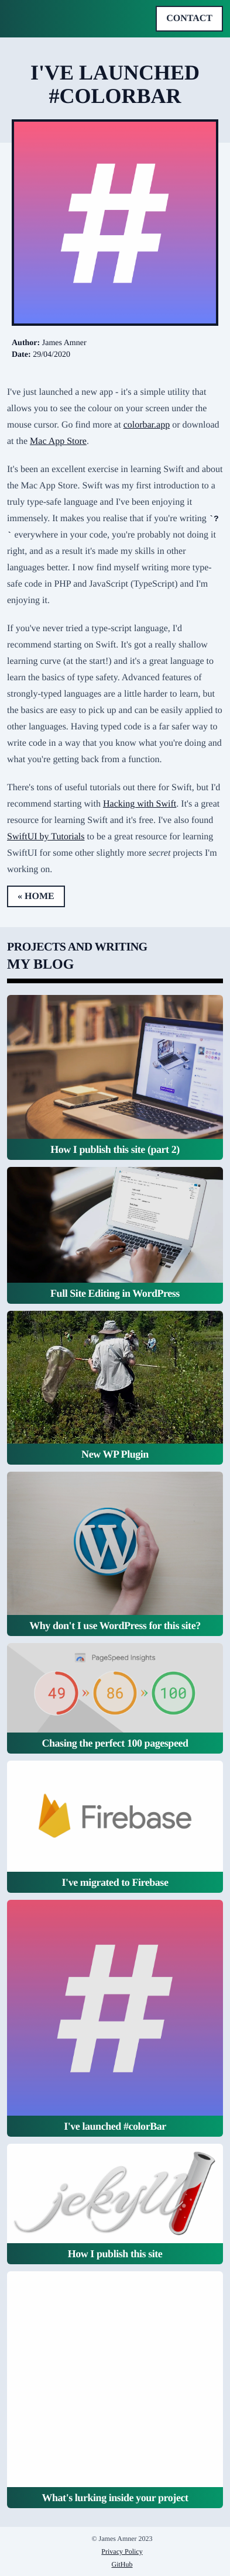 CONTACT
I'VE LAUNCHED
#COLORBAR
#
Author: James Amner
Date: 29/04/2020
I've just launched a new app - it's a simple utility that
allows you to see the colour on your screen under the
mouse cursor. Go find more at colorbar.app or download
at the Mac App Store.
It's been an excellent exercise in learning Swift and about
the Mac App Store. Swift was my first introduction to a
truly type-safe language and I've been enjoying it
immensely. It makes you realise that if you're writing `?
` everywhere in your code, you're probably not doing it
right, and as a result it's made my skills in other
languages better. I now find myself writing more type-
safe code in PHP and JavaScript (TypeScript) and I'm
enjoying it.
If you've never tried a type-script language, I'd
recommend starting on Swift. It's got a really shallow
learning curve (at the start!) and it's a great language to
learn the basics of type safety. Advanced features of
strongly-typed languages are a little harder to learn, but
the basics are easy to pick up and can be easily applied to
other languages. Having typed code is a far safer way to
write code in a way that you know what you're doing and
what you're getting back from a function.
There's tons of useful tutorials out there for Swift, but I'd
recommend starting with Hacking with Swift. It's a great
resource for learning Swift and it's free. I've also found
SwiftUI by Tutorials to be a great resource for learning
SwiftUI for some other slightly more secret projects I'm
working on.
« HOME
PROJECTS AND WRITING
MY BLOG
How I publish this site (part 2)
Full Site Editing in WordPress
New WP Plugin
W
Why don't I use WordPress for this site?
PageSpeed Insights
49 » 86 » 100
Chasing the perfect 100 pagespeed
Firebase
I've migrated to Firebase
#
I've launched #colorBar
jekyll
How I publish this site
What's lurking inside your project
© James Amner 2023
Privacy Policy
GitHub